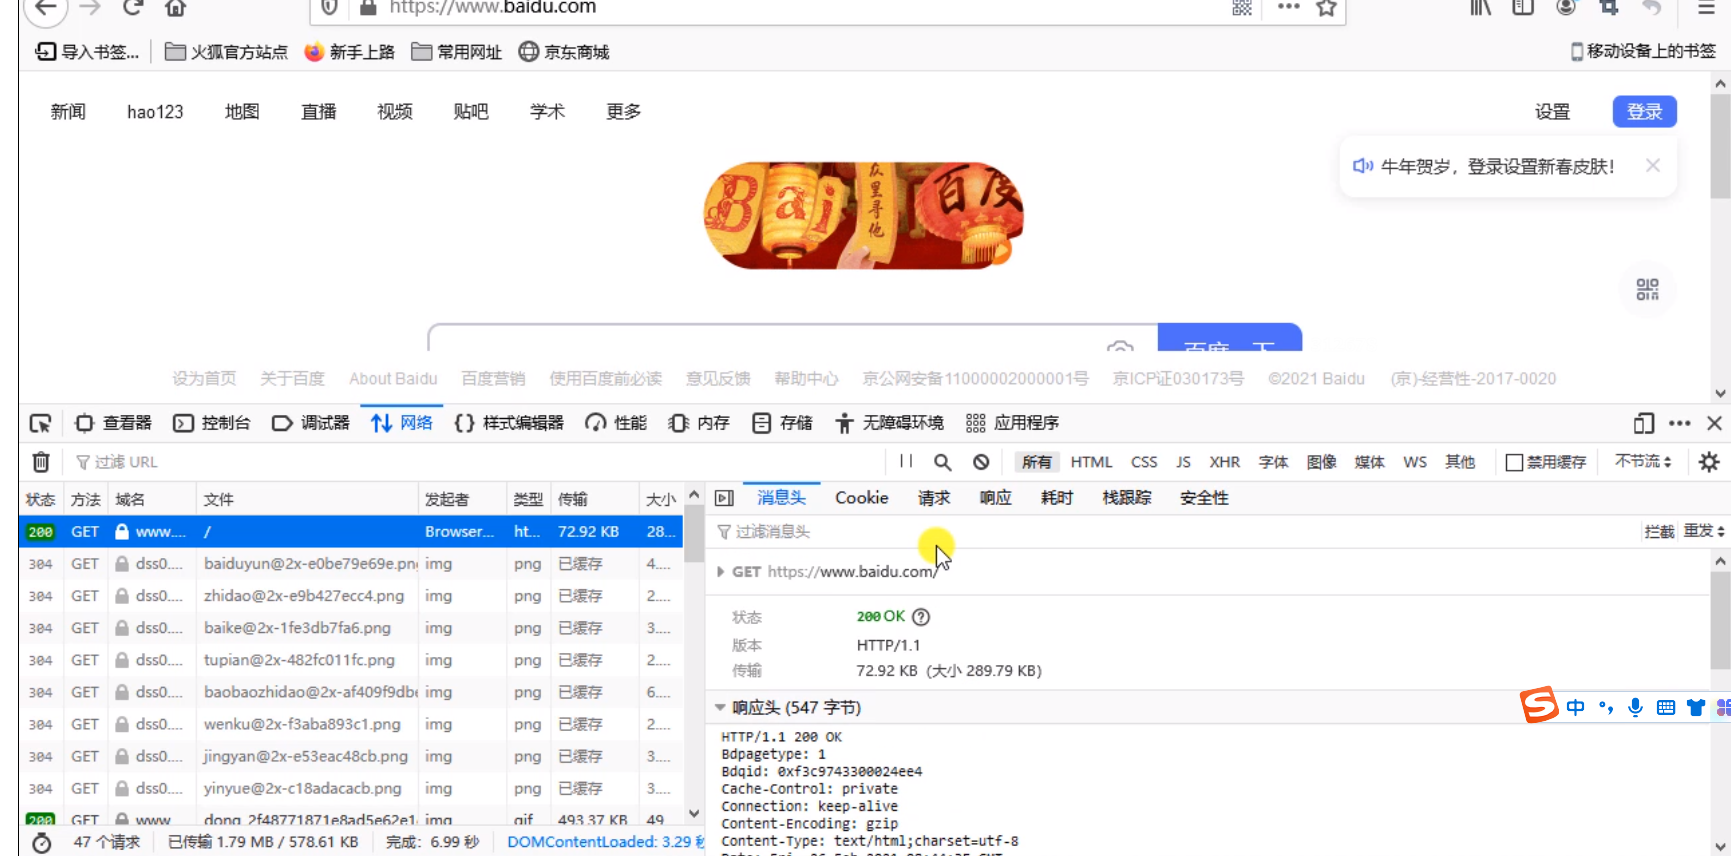 https://www.baidu.com
导入书签... 火狐官方站点 新手上路 常用网址 京东商城 移动设备上的书签
新闻 hao123 地图 直播 视频 贴吧 学术 更多 设置 登录
牛年贺岁，登录设置新春皮肤！
Bai 众里寻他 百度
百度一下
设为首页 关于百度 About Baidu 百度营销 使用百度前必读 意见反馈 帮助中心 京公网安备11000002000001号 京ICP证030173号 ©2021 Baidu (京)-经营性-2017-0020
查看器 控制台 调试器 网络 样式编辑器 性能 内存 存储 无障碍环境 应用程序
过滤 URL 所有 HTML CSS JS XHR 字体 图像 媒体 WS 其他 禁用缓存 不节流
状态 方法 域名 文件 发起者 类型 传输 大小
200 GET www.... / Browser... ht... 72.92 KB 28...
304 GET dss0.... baiduyun@2x-e0be79e69e.pn img png 已缓存 4....
304 GET dss0.... zhidao@2x-e9b427ecc4.png img png 已缓存 2....
304 GET dss0.... baike@2x-1fe3db7fa6.png img png 已缓存 3....
304 GET dss0.... tupian@2x-482fc011fc.png img png 已缓存 2....
304 GET dss0.... baobaozhidao@2x-af409f9dbe img png 已缓存 6....
304 GET dss0.... wenku@2x-f3aba893c1.png img png 已缓存 2....
304 GET dss0.... jingyan@2x-e53eac48cb.png img png 已缓存 3....
304 GET dss0.... yinyue@2x-c18adacacb.png img png 已缓存 3....
200 GET www dong_2f48771871e8ad5e62e1 img gif 493.37 KB 49
47 个请求 已传输 1.79 MB / 578.61 KB 完成：6.99 秒 DOMContentLoaded: 3.29 秒
消息头 Cookie 请求 响应 耗时 栈跟踪 安全性
过滤消息头 拦截 重发
GET https://www.baidu.com/
状态 200 OK
版本 HTTP/1.1
传输 72.92 KB (大小 289.79 KB)
响应头 (547 字节)
HTTP/1.1 200 OK
Bdpagetype: 1
Bdqid: 0xf3c9743300024ee4
Cache-Control: private
Connection: keep-alive
Content-Encoding: gzip
Content-Type: text/html;charset=utf-8
中